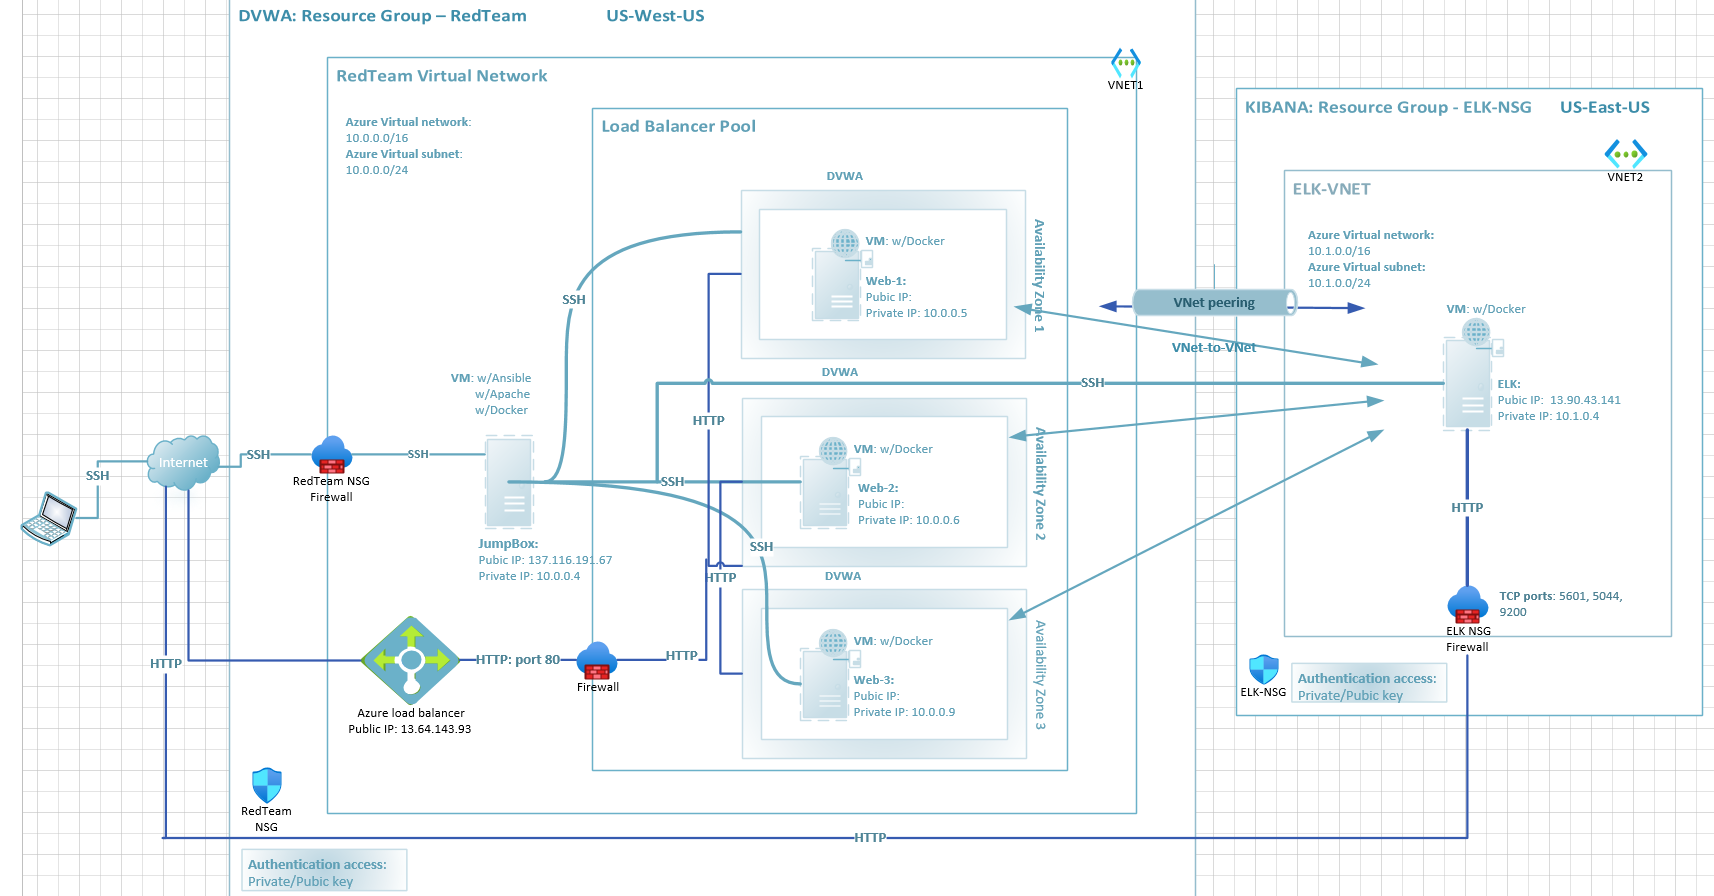 DVWA: Resource Group – RedTeam
US-West-US
RedTeam Virtual Network
VNET1
Azure Virtual network:
10.0.0.0/16
Azure Virtual subnet:
10.0.0.0/24
Load Balancer Pool
DVWA
VM: w/Docker
Web-1:
Pubic IP:
Private IP: 10.0.0.5
Availability Zone 1
SSH
HTTP
DVWA
VM: w/Docker
Web-2:
Pubic IP:
Private IP: 10.0.0.6
Availability Zone 2
SSH
SSH
HTTP
DVWA
VM: w/Docker
Web-3:
Pubic IP:
Private IP: 10.0.0.9
Availability Zone 3
VM: w/Ansible
w/Apache
w/Docker
JumpBox:
Pubic IP: 137.116.191.67
Private IP: 10.0.0.4
Internet
SSH
SSH
SSH
RedTeam NSG
Firewall
HTTP
Azure load balancer
Public IP: 13.64.143.93
HTTP: port 80
Firewall
HTTP
RedTeam
NSG
HTTP
Authentication access:
Private/Pubic key
VNet peering
VNet-to-VNet
SSH
KIBANA: Resource Group - ELK-NSG
US-East-US
VNET2
ELK-VNET
Azure Virtual network:
10.1.0.0/16
Azure Virtual subnet:
10.1.0.0/24
VM: w/Docker
ELK:
Pubic IP: 13.90.43.141
Private IP: 10.1.0.4
HTTP
TCP ports: 5601, 5044,
9200
ELK NSG
Firewall
ELK-NSG
Authentication access:
Private/Pubic key